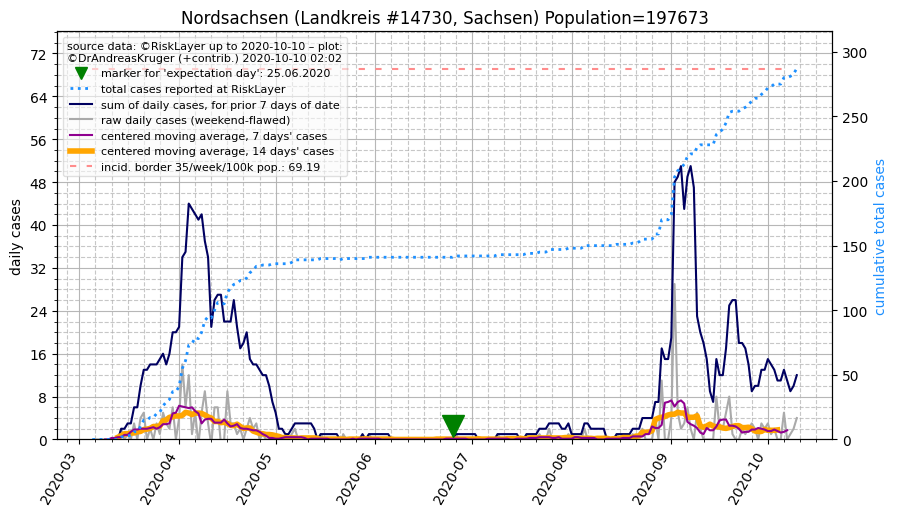 Nordsachsen (Landkreis #14730, Sachsen) Population=197673
source data: ©RiskLayer up to 2020-10-10 – plot:
©DrAndreasKruger (+contrib.) 2020-10-10 02:02
marker for 'expectation day': 25.06.2020
total cases reported at RiskLayer
sum of daily cases, for prior 7 days of date
raw daily cases (weekend-flawed)
centered moving average, 7 days' cases
centered moving average, 14 days' cases
incid. border 35/week/100k pop.: 69.19
daily cases
72
64
56
48
40
32
24
16
8
0
cumulative total cases
300
250
200
150
100
50
0
2020-03
2020-04
2020-05
2020-06
2020-07
2020-08
2020-09
2020-10